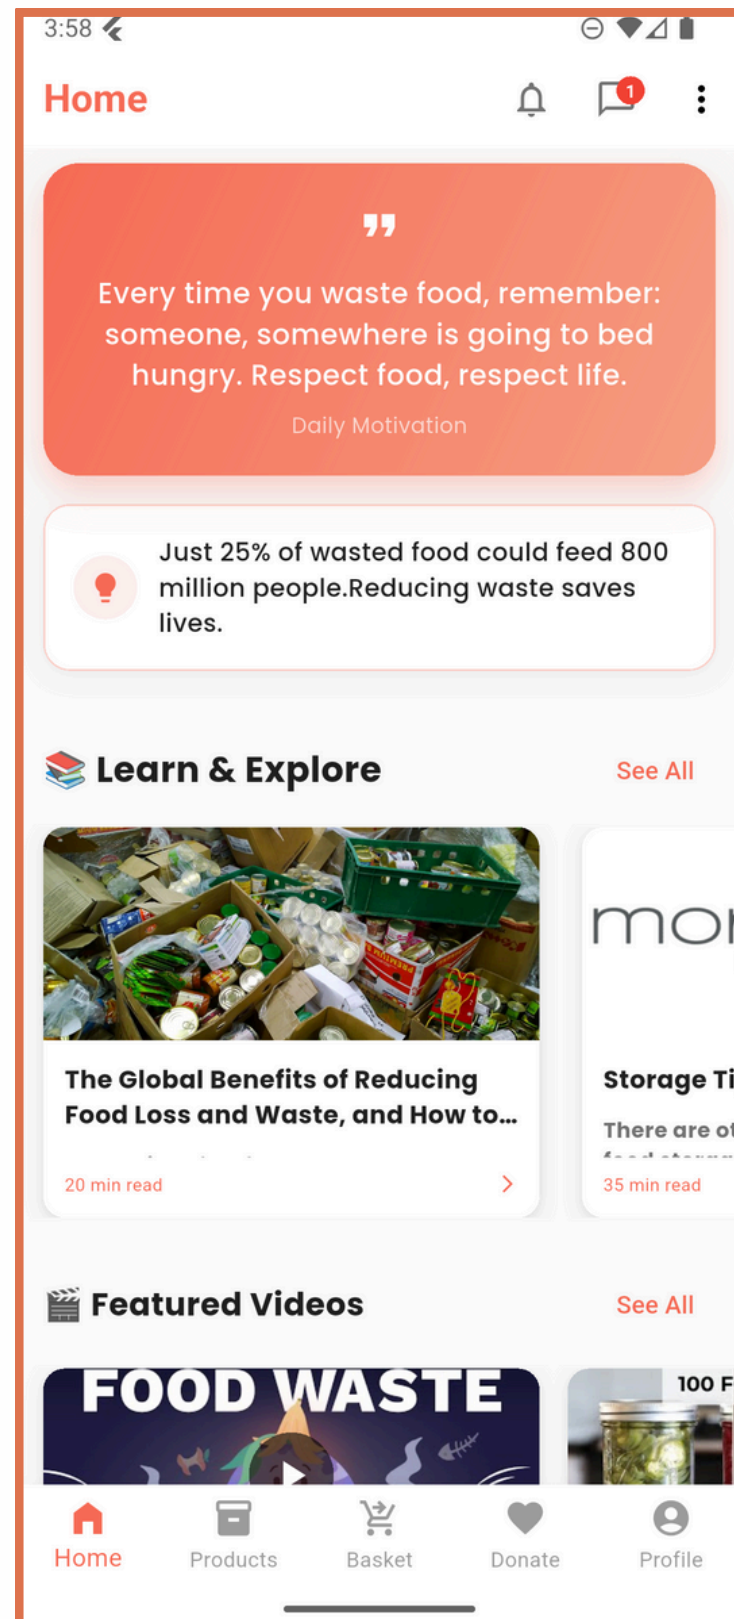 3:58
Home
1
Every time you waste food, remember:
someone, somewhere is going to bed
hungry. Respect food, respect life.
Daily Motivation
Just 25% of wasted food could feed 800
million people.Reducing waste saves
lives.
📚 Learn & Explore
See All
The Global Benefits of Reducing
Food Loss and Waste, and How to...
20 min read
mor
Storage Ti
There are ot
35 min read
🎬 Featured Videos
See All
FOOD WASTE
100 F
Home
Products
Basket
Donate
Profile